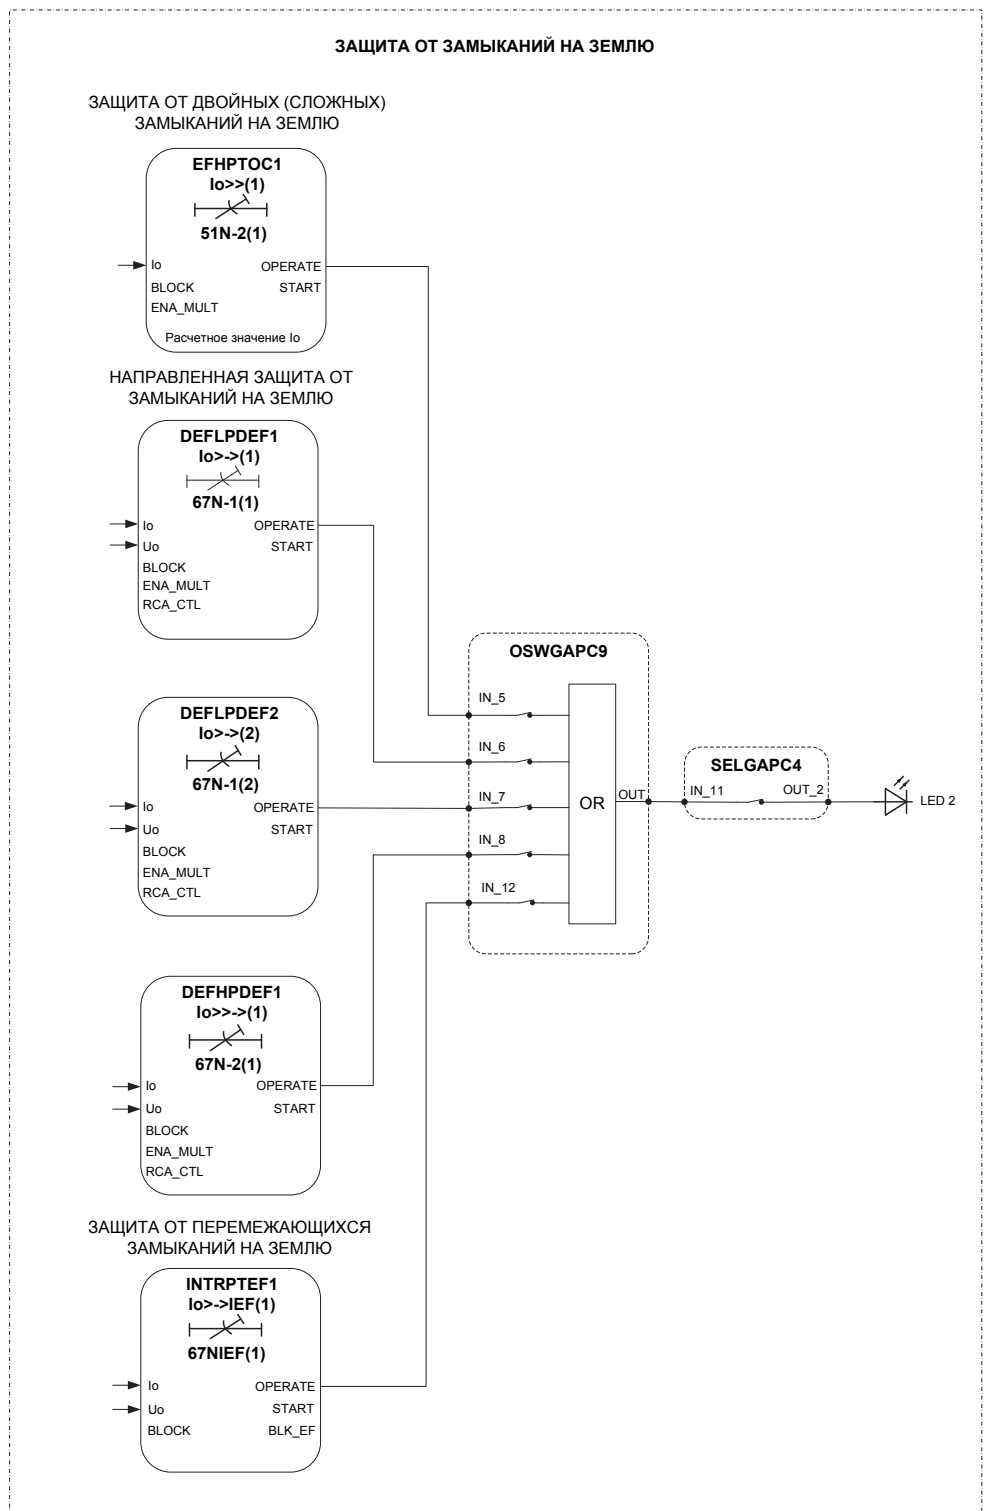 ЗАЩИТА ОТ ЗАМЫКАНИЙ НА ЗЕМЛЮ
ЗАЩИТА ОТ ДВОЙНЫХ (СЛОЖНЫХ)
ЗАМЫКАНИЙ НА ЗЕМЛЮ
EFHPTOC1
Io>>(1)
51N-2(1)
Io
OPERATE
BLOCK
START
ENA_MULT
Расчетное значение Io
НАПРАВЛЕННАЯ ЗАЩИТА ОТ
ЗАМЫКАНИЙ НА ЗЕМЛЮ
DEFLPDEF1
Io>->(1)
67N-1(1)
Io
OPERATE
Uo
START
BLOCK
ENA_MULT
RCA_CTL
DEFLPDEF2
Io>->(2)
67N-1(2)
Io
OPERATE
Uo
START
BLOCK
ENA_MULT
RCA_CTL
OSWGAPC9
IN_5
IN_6
IN_7
IN_8
IN_12
OR
OUT
SELGAPC4
IN_11
OUT_2
LED 2
DEFHPDEF1
Io>>->(1)
67N-2(1)
Io
OPERATE
Uo
START
BLOCK
ENA_MULT
RCA_CTL
ЗАЩИТА ОТ ПЕРЕМЕЖАЮЩИХСЯ
ЗАМЫКАНИЙ НА ЗЕМЛЮ
INTRPTEF1
Io>->IEF(1)
67NIEF(1)
Io
OPERATE
Uo
START
BLOCK
BLK_EF